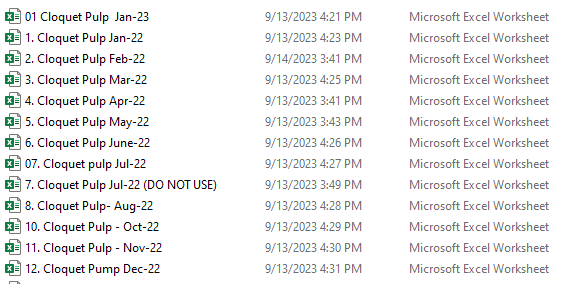 01 Cloquet Pulp  Jan-23 9/13/2023 4:21 PM Microsoft Excel Worksheet
1. Cloquet Pulp Jan-22 9/13/2023 4:23 PM Microsoft Excel Worksheet
2. Cloquet Pulp Feb-22 9/14/2023 3:41 PM Microsoft Excel Worksheet
3. Cloquet Pulp Mar-22 9/13/2023 4:25 PM Microsoft Excel Worksheet
4. Cloquet Pulp Apr-22 9/13/2023 3:41 PM Microsoft Excel Worksheet
5. Cloquet Pulp May-22 9/13/2023 3:43 PM Microsoft Excel Worksheet
6. Cloquet Pulp June-22 9/13/2023 4:26 PM Microsoft Excel Worksheet
07. Cloquet pulp Jul-22 9/13/2023 4:27 PM Microsoft Excel Worksheet
7. Cloquet Pulp Jul-22 (DO NOT USE) 9/13/2023 3:49 PM Microsoft Excel Worksheet
8. Cloquet Pulp- Aug-22 9/13/2023 4:28 PM Microsoft Excel Worksheet
10. Cloquet Pulp - Oct-22 9/13/2023 4:29 PM Microsoft Excel Worksheet
11. Cloquet Pulp - Nov-22 9/13/2023 4:30 PM Microsoft Excel Worksheet
12. Cloquet Pump Dec-22 9/13/2023 4:31 PM Microsoft Excel Worksheet